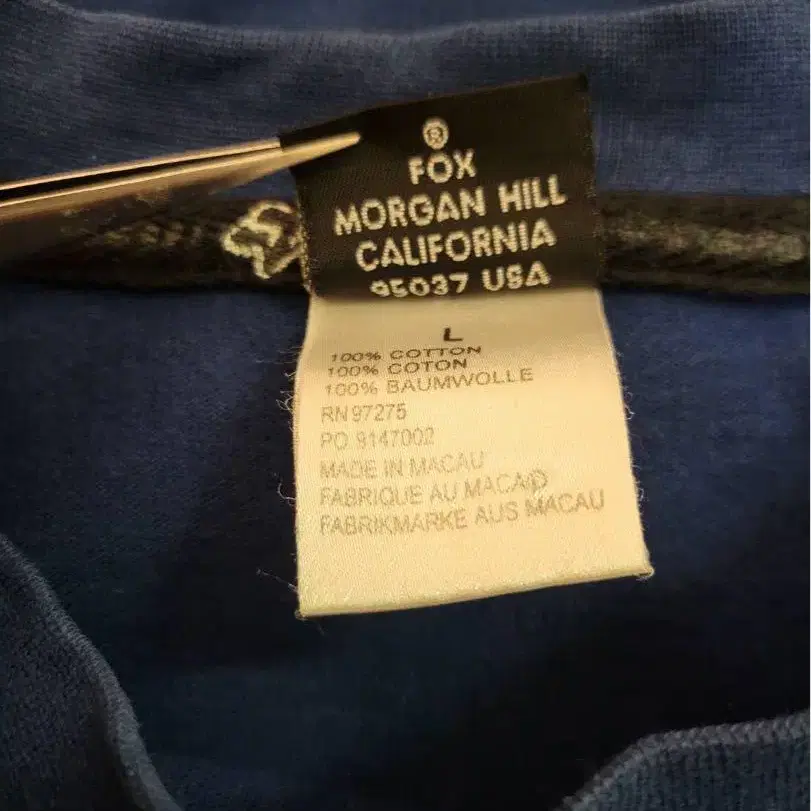 ®
FOX
MORGAN HILL
CALIFORNIA
95037 USA
L
100% COTTON
100% COTON
100% BAUMWOLLE
RN 97275
PO 9147002
MADE IN MACAU
FABRIQUE AU MACAO
FABRIKMARKE AUS MACAU